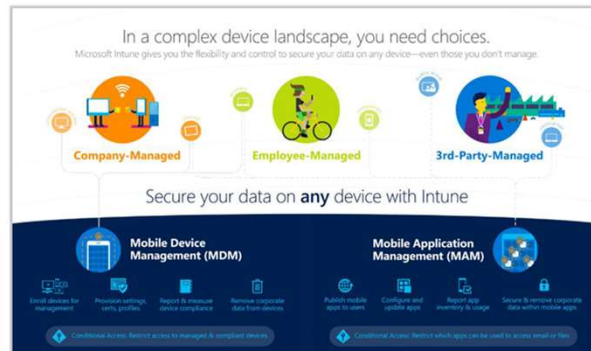 In a complex device landscape, you need choices.
Microsoft Intune gives you the flexibility and control to secure your data on any device—even those you don't manage.
Company-Managed
Employee-Managed
3rd-Party-Managed
Secure your data on any device with Intune
Mobile Device
Management (MDM)
Enroll devices for
management
Provision settings,
certs, profiles
Report & measure
device compliance
Remove corporate
data from devices
Conditional Access: Restrict access to managed & compliant devices
Mobile Application
Management (MAM)
Publish mobile
apps to users
Configure and
update apps
Report app
inventory & usage
Secure & remove corporate
data within mobile apps
Conditional Access: Restrict which apps can be used to access email or files